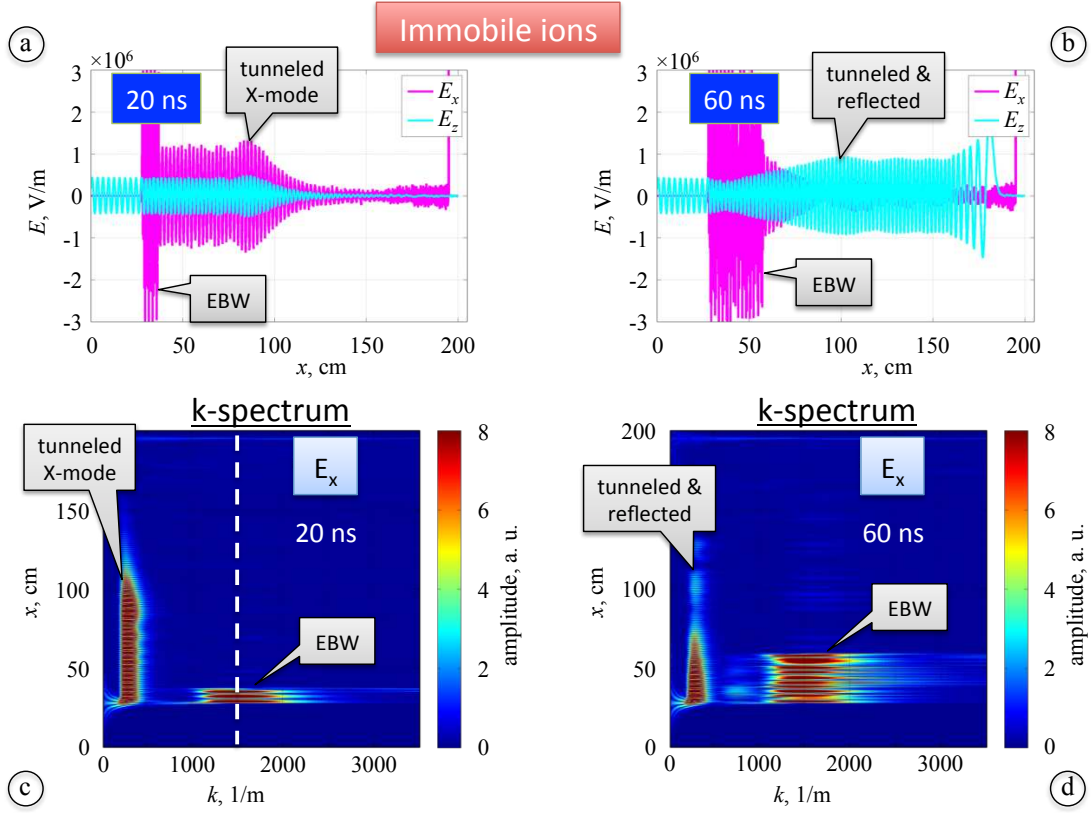 Immobile ions
a
×10⁶
20 ns
tunneled
X-mode
E_x
E_z
EBW
E, V/m
3
2
1
0
-1
-2
-3
0
50
100
150
200
x, cm
b
×10⁶
60 ns
tunneled &
reflected
E_x
E_z
EBW
E, V/m
3
2
1
0
-1
-2
-3
0
50
100
150
200
x, cm
k-spectrum
tunneled
X-mode
E_x
20 ns
EBW
x, cm
150
100
50
0
0
1000
2000
3000
k, 1/m
8
6
4
2
0
amplitude, a. u.
c
k-spectrum
tunneled &
reflected
E_x
60 ns
EBW
x, cm
200
150
100
50
0
0
1000
2000
3000
k, 1/m
8
6
4
2
0
amplitude, a. u.
d